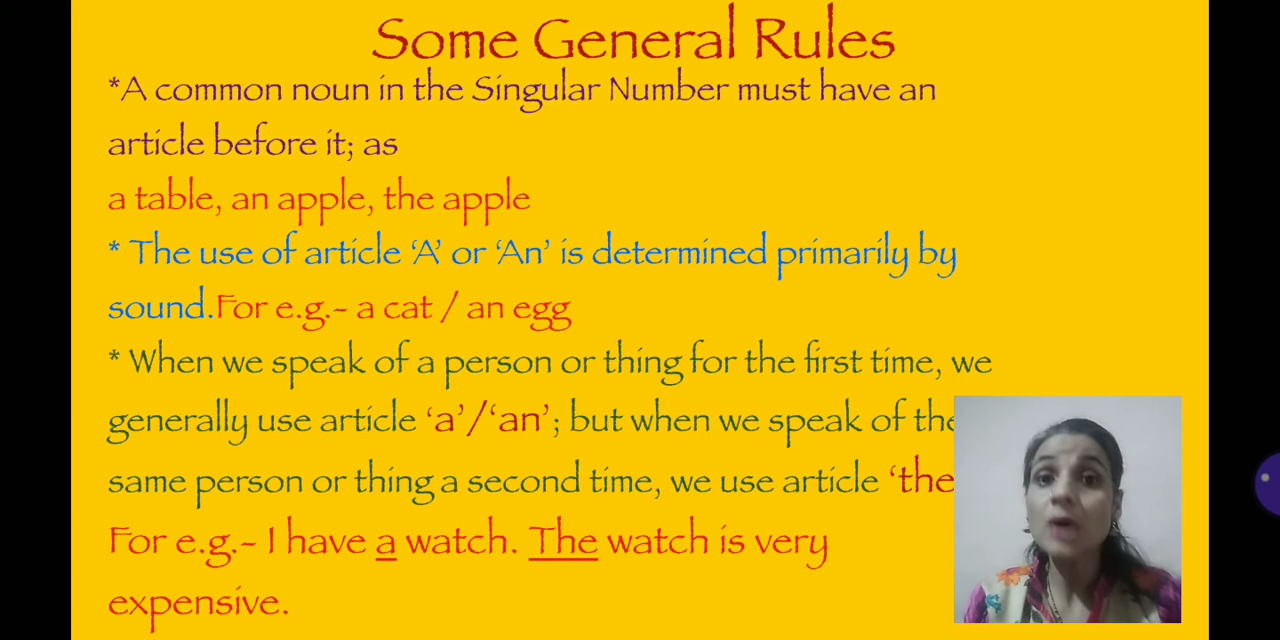 Some General Rules
*A common noun in the Singular Number must have an
article before it; as
a table, an apple, the apple
* The use of article ‘A’ or ‘An’ is determined primarily by
sound.For e.g.- a cat / an egg
* When we speak of a person or thing for the first time, we
generally use article ‘a’/‘an’; but when we speak of the
same person or thing a second time, we use article ‘the
For e.g.- I have a watch. The watch is very
expensive.